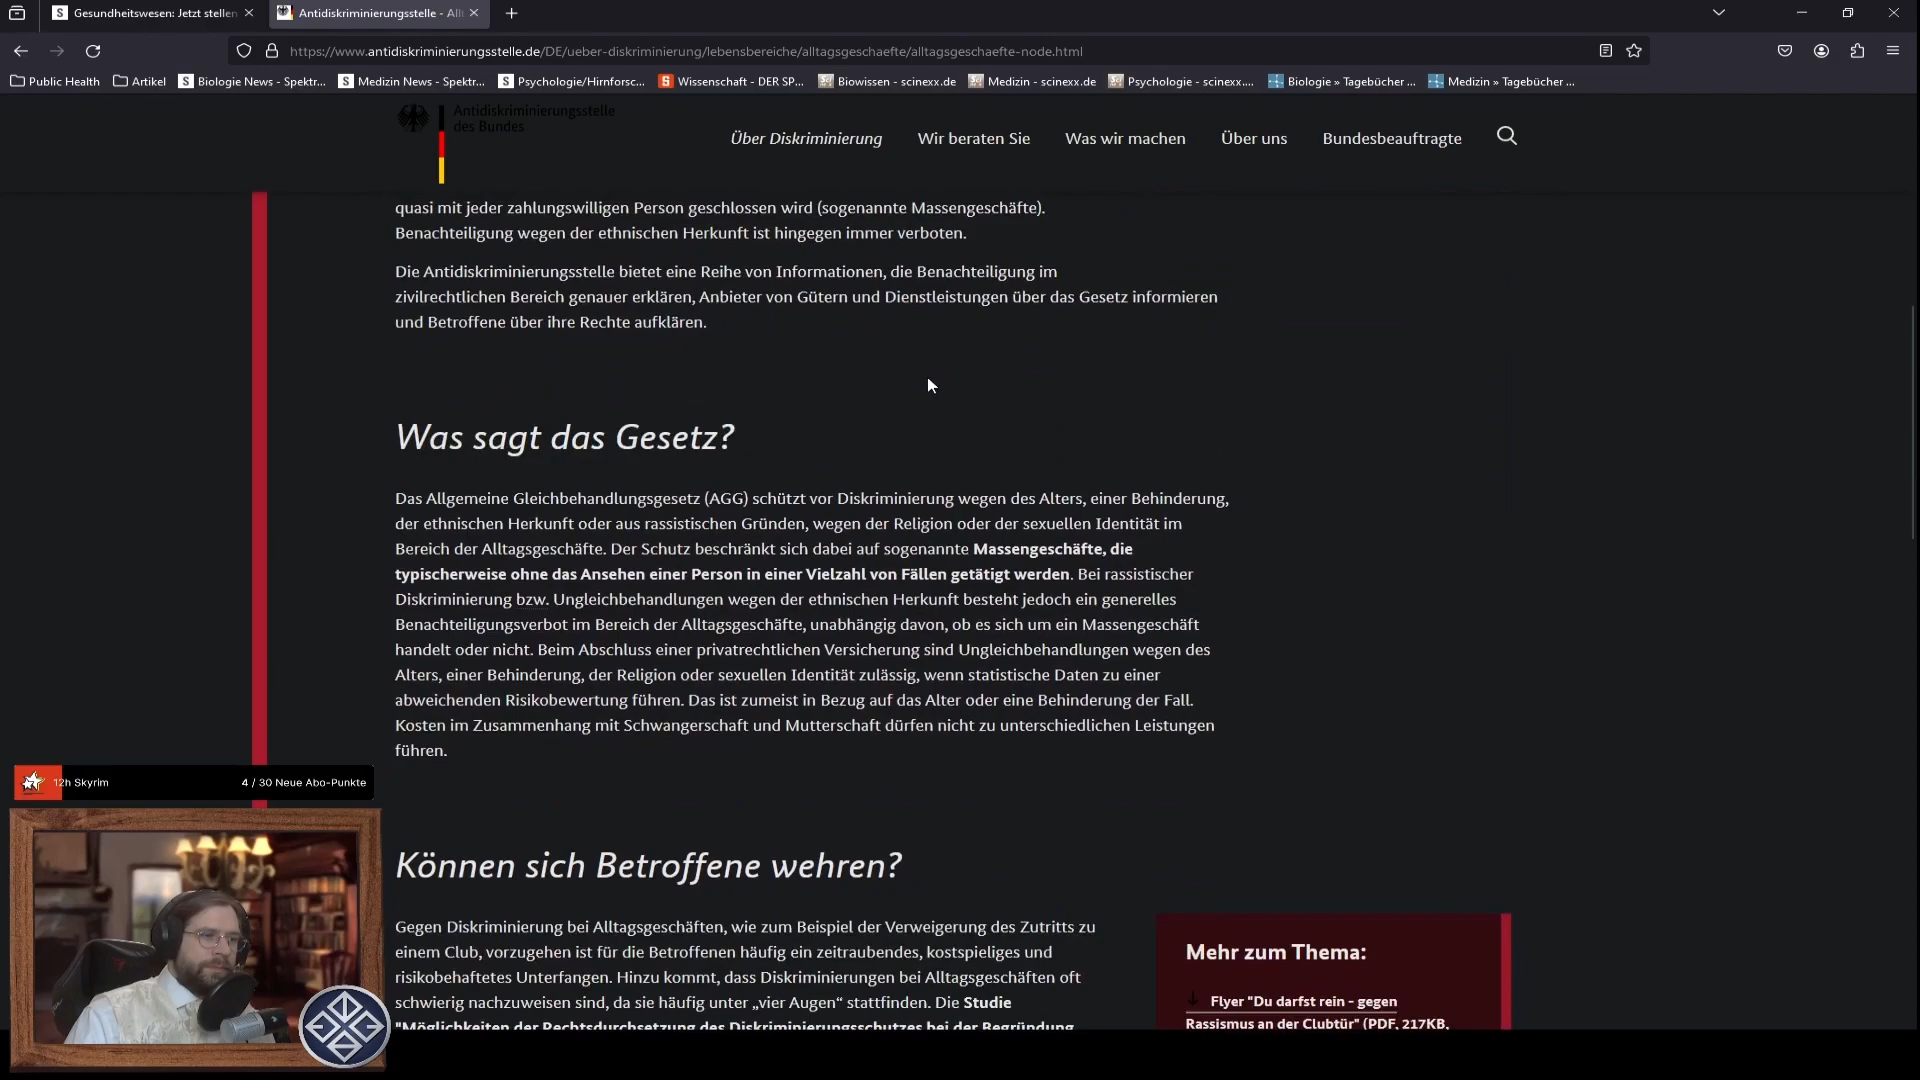 Gesundheitswesen: Jetzt stellen
Antidiskriminierungsstelle - All
https://www.antidiskriminierungsstelle.de/DE/ueber-diskriminierung/lebensbereiche/alltagsgeschaefte/alltagsgeschaefte-node.html
Public Health
Artikel
Biologie News - Spektr...
Medizin News - Spektr...
Psychologie/Hirnforsc...
Wissenschaft - DER SP...
Biowissen - scinexx.de
Medizin - scinexx.de
Psychologie - scinexx....
Biologie » Tagebücher ...
Medizin » Tagebücher ...
Antidiskriminierungsstelle
des Bundes
Über Diskriminierung
Wir beraten Sie
Was wir machen
Über uns
Bundesbeauftragte
quasi mit jeder zahlungswilligen Person geschlossen wird (sogenannte Massengeschäfte).
Benachteiligung wegen der ethnischen Herkunft ist hingegen immer verboten.
Die Antidiskriminierungsstelle bietet eine Reihe von Informationen, die Benachteiligung im
zivilrechtlichen Bereich genauer erklären, Anbieter von Gütern und Dienstleistungen über das Gesetz informieren
und Betroffene über ihre Rechte aufklären.
Was sagt das Gesetz?
Das Allgemeine Gleichbehandlungsgesetz (AGG) schützt vor Diskriminierung wegen des Alters, einer Behinderung,
der ethnischen Herkunft oder aus rassistischen Gründen, wegen der Religion oder der sexuellen Identität im
Bereich der Alltagsgeschäfte. Der Schutz beschränkt sich dabei auf sogenannte Massengeschäfte, die
typischerweise ohne das Ansehen einer Person in einer Vielzahl von Fällen getätigt werden. Bei rassistischer
Diskriminierung bzw. Ungleichbehandlungen wegen der ethnischen Herkunft besteht jedoch ein generelles
Benachteiligungsverbot im Bereich der Alltagsgeschäfte, unabhängig davon, ob es sich um ein Massengeschäft
handelt oder nicht. Beim Abschluss einer privatrechtlichen Versicherung sind Ungleichbehandlungen wegen des
Alters, einer Behinderung, der Religion oder sexuellen Identität zulässig, wenn statistische Daten zu einer
abweichenden Risikobewertung führen. Das ist zumeist in Bezug auf das Alter oder eine Behinderung der Fall.
Kosten im Zusammenhang mit Schwangerschaft und Mutterschaft dürfen nicht zu unterschiedlichen Leistungen
führen.
12h Skyrim
4 / 30 Neue Abo-Punkte
Können sich Betroffene wehren?
Gegen Diskriminierung bei Alltagsgeschäften, wie zum Beispiel der Verweigerung des Zutritts zu
einem Club, vorzugehen ist für die Betroffenen häufig ein zeitraubendes, kostspieliges und
risikobehaftetes Unterfangen. Hinzu kommt, dass Diskriminierungen bei Alltagsgeschäften oft
schwierig nachzuweisen sind, da sie häufig unter „vier Augen“ stattfinden. Die Studie
"Möglichkeiten der Rechtsdurchsetzung des Diskriminierungsschutzes bei der Begründung,
Mehr zum Thema:
Flyer "Du darfst rein - gegen
Rassismus an der Clubtür" (PDF, 217KB,